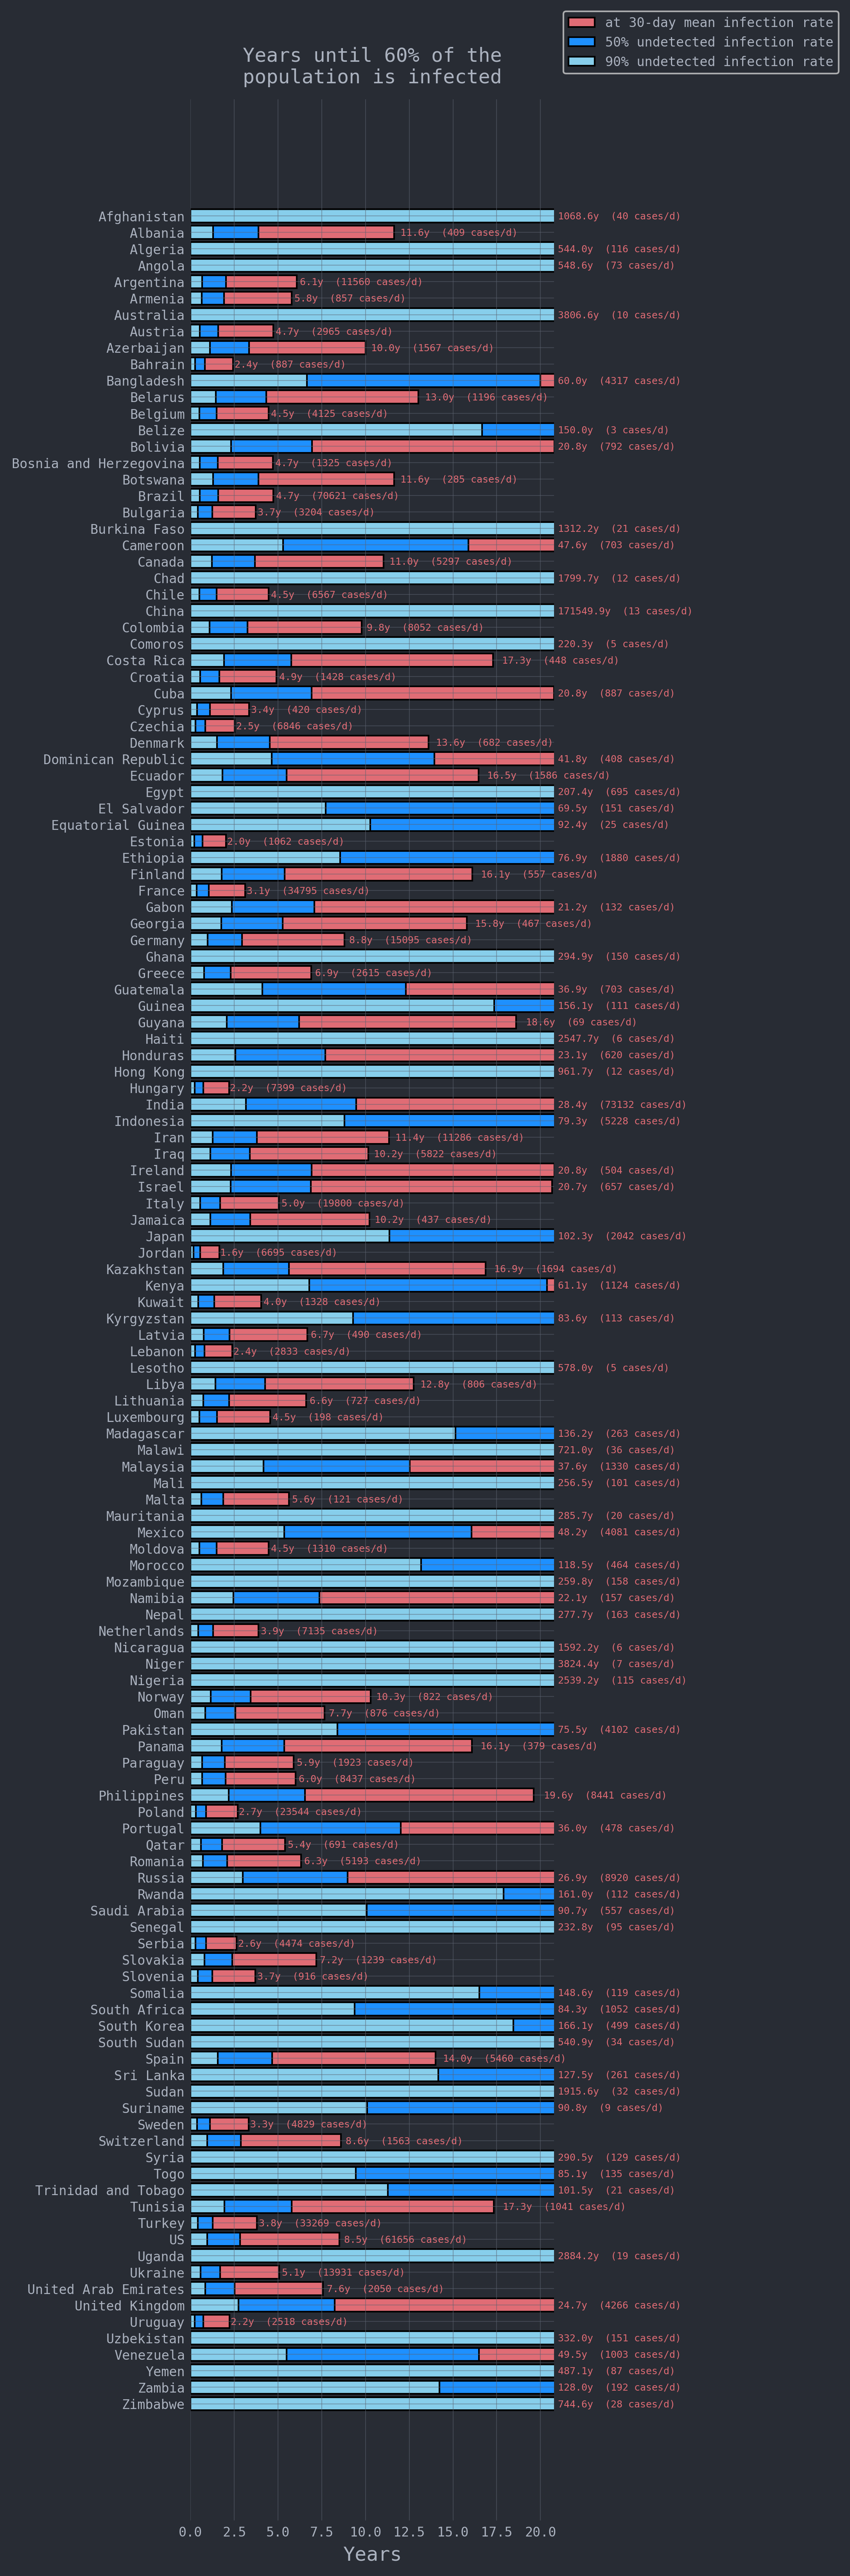 at 30-day mean infection rate
50% undetected infection rate
90% undetected infection rate
Years until 60% of the
population is infected
Afghanistan 1068.6y (40 cases/d)
Albania 11.6y (409 cases/d)
Algeria 544.0y (116 cases/d)
Angola 548.6y (73 cases/d)
Argentina 6.1y (11560 cases/d)
Armenia 5.8y (857 cases/d)
Australia 3806.6y (10 cases/d)
Austria 4.7y (2965 cases/d)
Azerbaijan 10.0y (1567 cases/d)
Bahrain 2.4y (887 cases/d)
Bangladesh 60.0y (4317 cases/d)
Belarus 13.0y (1196 cases/d)
Belgium 4.5y (4125 cases/d)
Belize 150.0y (3 cases/d)
Bolivia 20.8y (792 cases/d)
Bosnia and Herzegovina 4.7y (1325 cases/d)
Botswana 11.6y (285 cases/d)
Brazil 4.7y (70621 cases/d)
Bulgaria 3.7y (3204 cases/d)
Burkina Faso 1312.2y (21 cases/d)
Cameroon 47.6y (703 cases/d)
Canada 11.0y (5297 cases/d)
Chad 1799.7y (12 cases/d)
Chile 4.5y (6567 cases/d)
China 171549.9y (13 cases/d)
Colombia 9.8y (8052 cases/d)
Comoros 220.3y (5 cases/d)
Costa Rica 17.3y (448 cases/d)
Croatia 4.9y (1428 cases/d)
Cuba 20.8y (887 cases/d)
Cyprus 3.4y (420 cases/d)
Czechia 2.5y (6846 cases/d)
Denmark 13.6y (682 cases/d)
Dominican Republic 41.8y (408 cases/d)
Ecuador 16.5y (1586 cases/d)
Egypt 207.4y (695 cases/d)
El Salvador 69.5y (151 cases/d)
Equatorial Guinea 92.4y (25 cases/d)
Estonia 2.0y (1062 cases/d)
Ethiopia 76.9y (1880 cases/d)
Finland 16.1y (557 cases/d)
France 3.1y (34795 cases/d)
Gabon 21.2y (132 cases/d)
Georgia 15.8y (467 cases/d)
Germany 8.8y (15095 cases/d)
Ghana 294.9y (150 cases/d)
Greece 6.9y (2615 cases/d)
Guatemala 36.9y (703 cases/d)
Guinea 156.1y (111 cases/d)
Guyana 18.6y (69 cases/d)
Haiti 2547.7y (6 cases/d)
Honduras 23.1y (620 cases/d)
Hong Kong 961.7y (12 cases/d)
Hungary 2.2y (7399 cases/d)
India 28.4y (73132 cases/d)
Indonesia 79.3y (5228 cases/d)
Iran 11.4y (11286 cases/d)
Iraq 10.2y (5822 cases/d)
Ireland 20.8y (504 cases/d)
Israel 20.7y (657 cases/d)
Italy 5.0y (19800 cases/d)
Jamaica 10.2y (437 cases/d)
Japan 102.3y (2042 cases/d)
Jordan 1.6y (6695 cases/d)
Kazakhstan 16.9y (1694 cases/d)
Kenya 61.1y (1124 cases/d)
Kuwait 4.0y (1328 cases/d)
Kyrgyzstan 83.6y (113 cases/d)
Latvia 6.7y (490 cases/d)
Lebanon 2.4y (2833 cases/d)
Lesotho 578.0y (5 cases/d)
Libya 12.8y (806 cases/d)
Lithuania 6.6y (727 cases/d)
Luxembourg 4.5y (198 cases/d)
Madagascar 136.2y (263 cases/d)
Malawi 721.0y (36 cases/d)
Malaysia 37.6y (1330 cases/d)
Mali 256.5y (101 cases/d)
Malta 5.6y (121 cases/d)
Mauritania 285.7y (20 cases/d)
Mexico 48.2y (4081 cases/d)
Moldova 4.5y (1310 cases/d)
Morocco 118.5y (464 cases/d)
Mozambique 259.8y (158 cases/d)
Namibia 22.1y (157 cases/d)
Nepal 277.7y (163 cases/d)
Netherlands 3.9y (7135 cases/d)
Nicaragua 1592.2y (6 cases/d)
Niger 3824.4y (7 cases/d)
Nigeria 2539.2y (115 cases/d)
Norway 10.3y (822 cases/d)
Oman 7.7y (876 cases/d)
Pakistan 75.5y (4102 cases/d)
Panama 16.1y (379 cases/d)
Paraguay 5.9y (1923 cases/d)
Peru 6.0y (8437 cases/d)
Philippines 19.6y (8441 cases/d)
Poland 2.7y (23544 cases/d)
Portugal 36.0y (478 cases/d)
Qatar 5.4y (691 cases/d)
Romania 6.3y (5193 cases/d)
Russia 26.9y (8920 cases/d)
Rwanda 161.0y (112 cases/d)
Saudi Arabia 90.7y (557 cases/d)
Senegal 232.8y (95 cases/d)
Serbia 2.6y (4474 cases/d)
Slovakia 7.2y (1239 cases/d)
Slovenia 3.7y (916 cases/d)
Somalia 148.6y (119 cases/d)
South Africa 84.3y (1052 cases/d)
South Korea 166.1y (499 cases/d)
South Sudan 540.9y (34 cases/d)
Spain 14.0y (5460 cases/d)
Sri Lanka 127.5y (261 cases/d)
Sudan 1915.6y (32 cases/d)
Suriname 90.8y (9 cases/d)
Sweden 3.3y (4829 cases/d)
Switzerland 8.6y (1563 cases/d)
Syria 290.5y (129 cases/d)
Togo 85.1y (135 cases/d)
Trinidad and Tobago 101.5y (21 cases/d)
Tunisia 17.3y (1041 cases/d)
Turkey 3.8y (33269 cases/d)
US 8.5y (61656 cases/d)
Uganda 2884.2y (19 cases/d)
Ukraine 5.1y (13931 cases/d)
United Arab Emirates 7.6y (2050 cases/d)
United Kingdom 24.7y (4266 cases/d)
Uruguay 2.2y (2518 cases/d)
Uzbekistan 332.0y (151 cases/d)
Venezuela 49.5y (1003 cases/d)
Yemen 487.1y (87 cases/d)
Zambia 128.0y (192 cases/d)
Zimbabwe 744.6y (28 cases/d)
0.0 2.5 5.0 7.5 10.0 12.5 15.0 17.5 20.0
Years